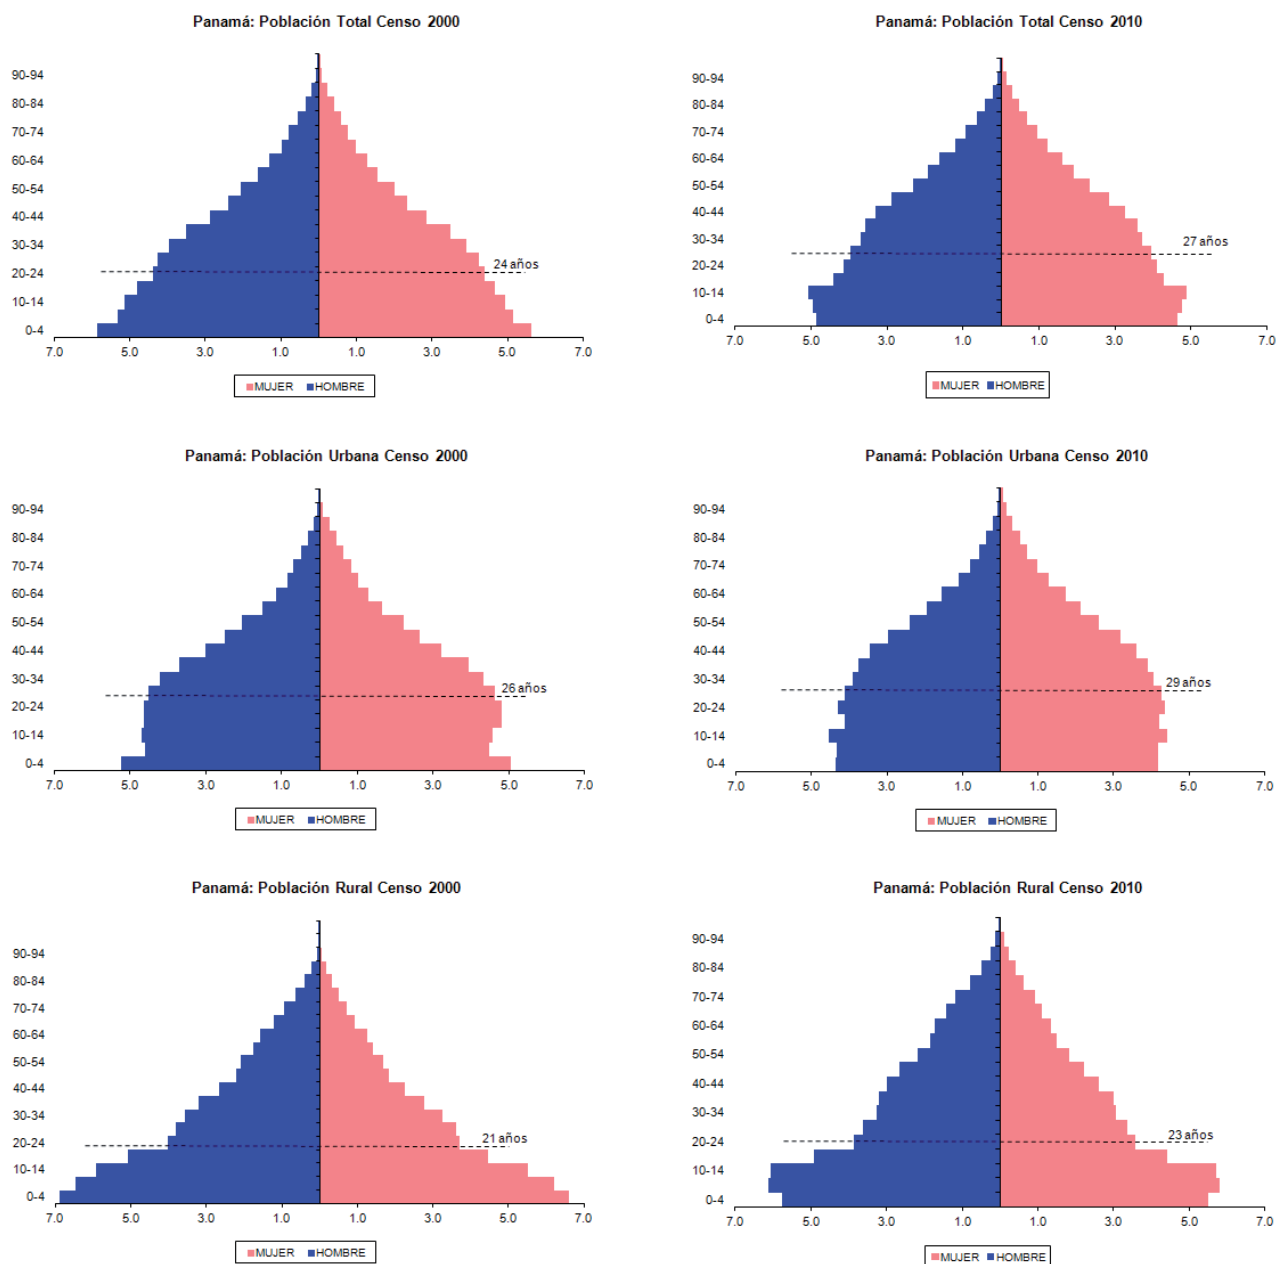 Panamá: Población Total Censo 2000
90-94
80-84
70-74
60-64
50-54
40-44
30-34
24 años
20-24
10-14
0-4
7.0 5.0 3.0 1.0 1.0 3.0 5.0 7.0
MUJER HOMBRE
Panamá: Población Total Censo 2010
90-94
80-84
70-74
60-64
50-54
40-44
30-34
27 años
20-24
10-14
0-4
7.0 5.0 3.0 1.0 1.0 3.0 5.0 7.0
MUJER HOMBRE
Panamá: Población Urbana Censo 2000
90-94
80-84
70-74
60-64
50-54
40-44
30-34
26 años
20-24
10-14
0-4
7.0 5.0 3.0 1.0 1.0 3.0 5.0 7.0
MUJER HOMBRE
Panamá: Población Urbana Censo 2010
90-94
80-84
70-74
60-64
50-54
40-44
30-34
29 años
20-24
10-14
0-4
7.0 5.0 3.0 1.0 1.0 3.0 5.0 7.0
MUJER HOMBRE
Panamá: Población Rural Censo 2000
90-94
80-84
70-74
60-64
50-54
40-44
30-34
21 años
20-24
10-14
0-4
7.0 5.0 3.0 1.0 1.0 3.0 5.0 7.0
MUJER HOMBRE
Panamá: Población Rural Censo 2010
90-94
80-84
70-74
60-64
50-54
40-44
30-34
23 años
20-24
10-14
0-4
7.0 5.0 3.0 1.0 1.0 3.0 5.0 7.0
MUJER HOMBRE